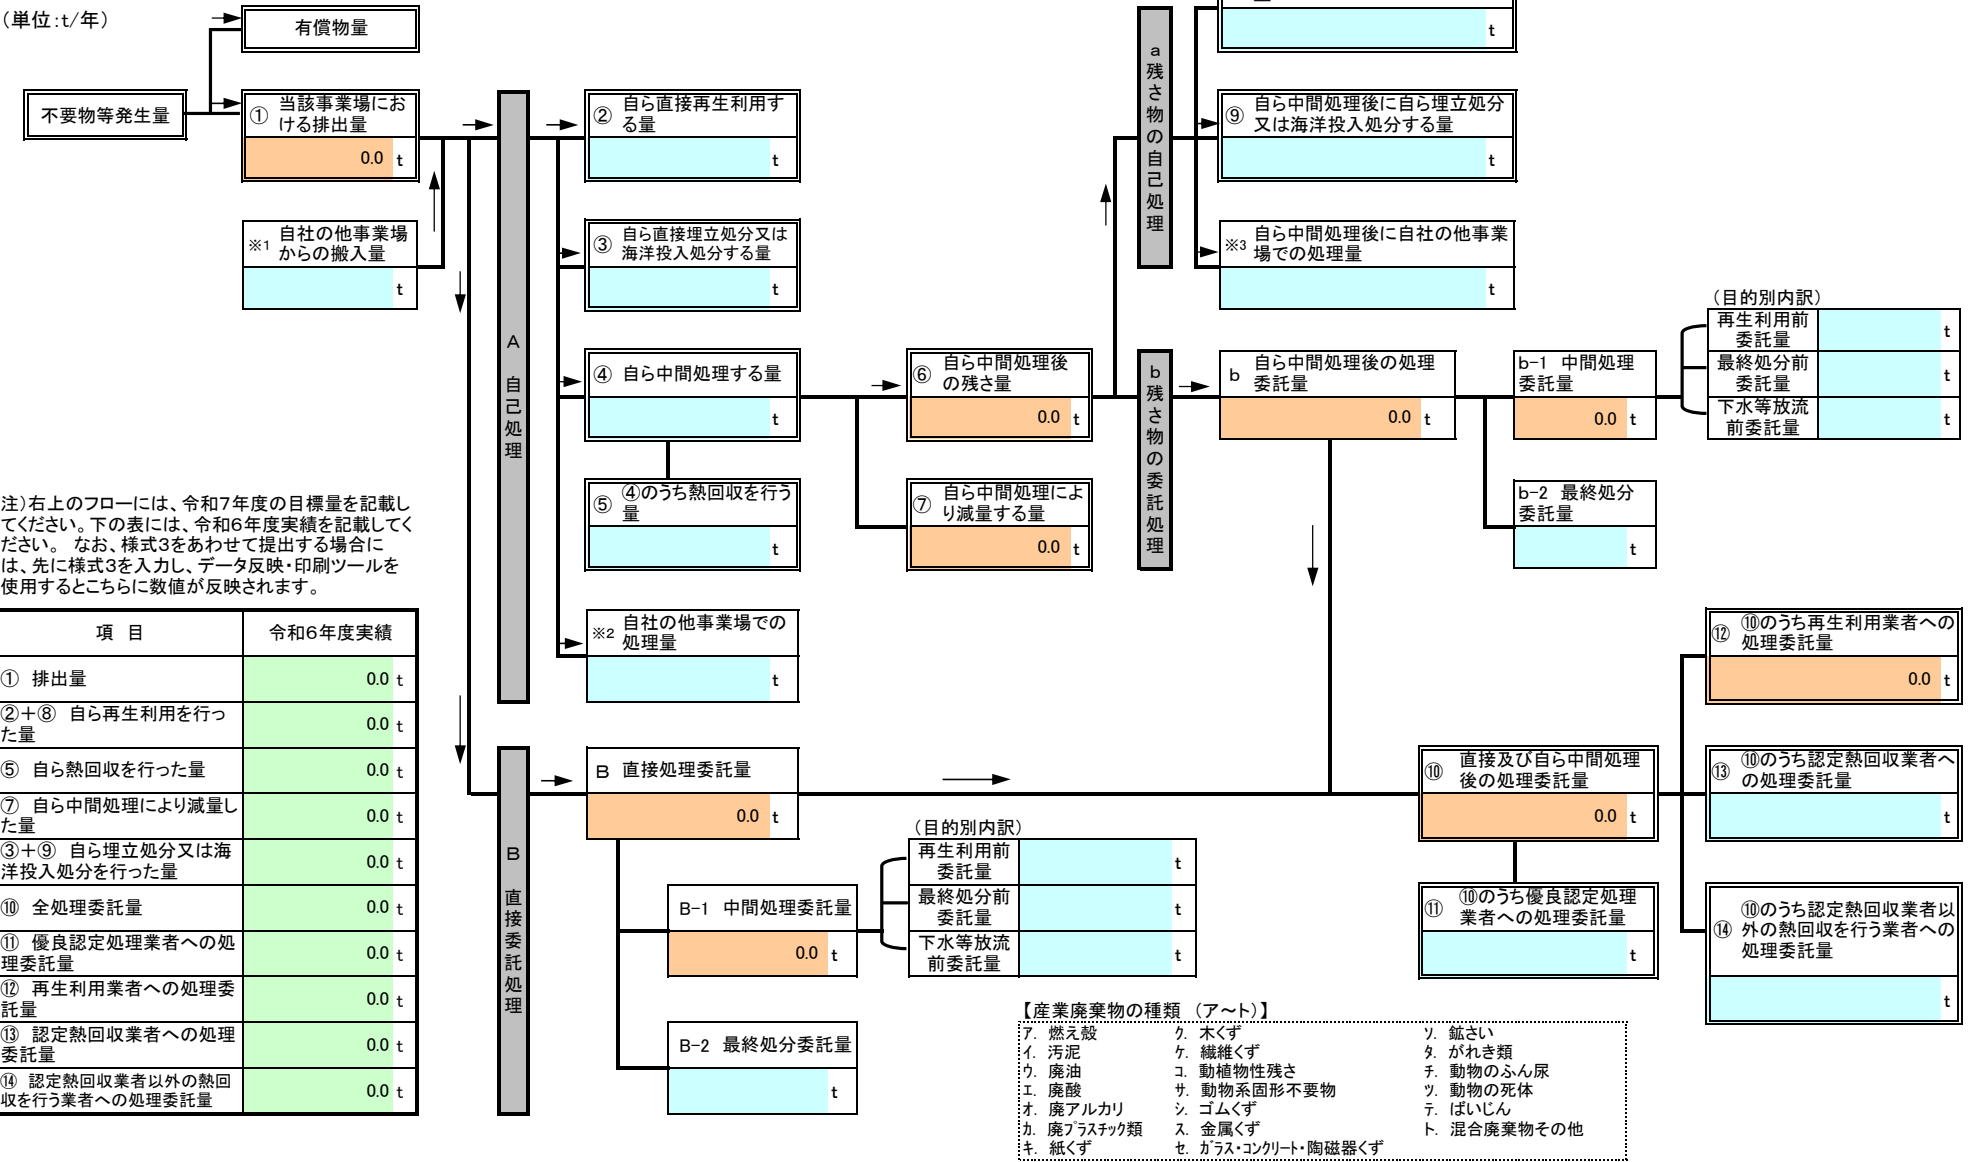 （単位：t/年）
有償物量
不要物等発生量
① 当該事業場にお
ける排出量
0.0 t
※1 自社の他事業場
からの搬入量
t
A 自己処理
② 自ら直接再生利用す
る量
t
③ 自ら直接埋立処分又は
海洋投入処分する量
t
④ 自ら中間処理する量
t
⑤ ④のうち熱回収を行う
量
t
※2 自社の他事業場での
処理量
t
⑥ 自ら中間処理後
の残さ量
0.0 t
⑦ 自ら中間処理によ
り減量する量
0.0 t
a 残さ物の自己処理
t
⑨ 自ら中間処理後に自ら埋立処分
又は海洋投入処分する量
t
※3 自ら中間処理後に自社の他事業
場での処理量
t
b 残さ物の委託処理
b 自ら中間処理後の処理
委託量
0.0 t
b-1 中間処理
委託量
0.0 t
b-2 最終処分
委託量
t
（目的別内訳）
再生利用前
委託量
t
最終処分前
委託量
t
下水等放流
前委託量
t
注）右上のフローには、令和7年度の目標量を記載し
てください。下の表には、令和6年度実績を記載してく
ださい。 なお、様式3をあわせて提出する場合に
は、先に様式3を入力し、データ反映・印刷ツールを
使用するとこちらに数値が反映されます。
項 目 令和6年度実績
① 排出量 0.0 t
②＋⑧ 自ら再生利用を行っ
た量 0.0 t
⑤ 自ら熱回収を行った量 0.0 t
⑦ 自ら中間処理により減量し
た量 0.0 t
③＋⑨ 自ら埋立処分又は海
洋投入処分を行った量 0.0 t
⑩ 全処理委託量 0.0 t
⑪ 優良認定処理業者への処
理委託量 0.0 t
⑫ 再生利用業者への処理委
託量 0.0 t
⑬ 認定熱回収業者への処理
委託量 0.0 t
⑭ 認定熱回収業者以外の熱回
収を行う業者への処理委託量 0.0 t
B 直接委託処理
B 直接処理委託量
0.0 t
B-1 中間処理委託量
0.0 t
B-2 最終処分委託量
t
（目的別内訳）
再生利用前
委託量
t
最終処分前
委託量
t
下水等放流
前委託量
t
⑩ 直接及び自ら中間処理
後の処理委託量
0.0 t
⑪ ⑩のうち優良認定処理
業者への処理委託量
t
⑫ ⑩のうち再生利用業者への
処理委託量
0.0 t
⑬ ⑩のうち認定熱回収業者へ
の処理委託量
t
⑭ ⑩のうち認定熱回収業者以
外の熱回収を行う業者への
処理委託量
t
【産業廃棄物の種類 （ア～ト）】
ア. 燃え殻 ク. 木くず ソ. 鉱さい
イ. 汚泥 ケ. 繊維くず タ. がれき類
ウ. 廃油 コ. 動植物性残さ チ. 動物のふん尿
エ. 廃酸 サ. 動物系固形不要物 ツ. 動物の死体
オ. 廃アルカリ シ. ゴムくず テ. ばいじん
カ. 廃プラスチック類 ス. 金属くず ト. 混合廃棄物その他
キ. 紙くず セ. ガラス・コンクリート・陶磁器くず